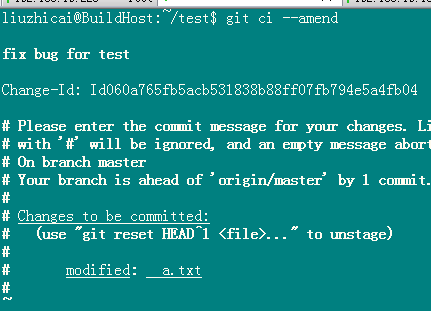 liuzhicai@BuildHost:~/test$ git ci --amend
fix bug for test
Change-Id: Id060a765fb5acb531838b88ff07fb794e5a4fb04
# Please enter the commit message for your changes. Li
# with '#' will be ignored, and an empty message abort
# On branch master
# Your branch is ahead of 'origin/master' by 1 commit.
#
# Changes to be committed:
#   (use "git reset HEAD^1 <file>..." to unstage)
#
#       modified:   a.txt
#
~